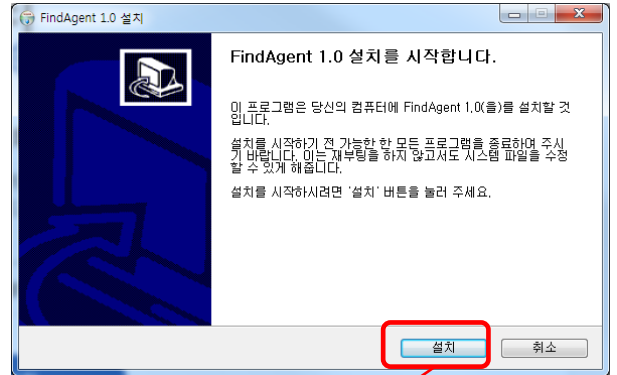 FindAgent 1.0 설치
FindAgent 1.0 설치를 시작합니다.
이 프로그램은 당신의 컴퓨터에 FindAgent 1.0(을)를 설치할 것
입니다.
설치를 시작하기 전 가능한 한 모든 프로그램을 종료하여 주시
기 바랍니다. 이는 재부팅을 하지 않고서도 시스템 파일을 수정
할 수 있게 해줍니다.
설치를 시작하시려면 '설치' 버튼을 눌러 주세요.
설치
취소